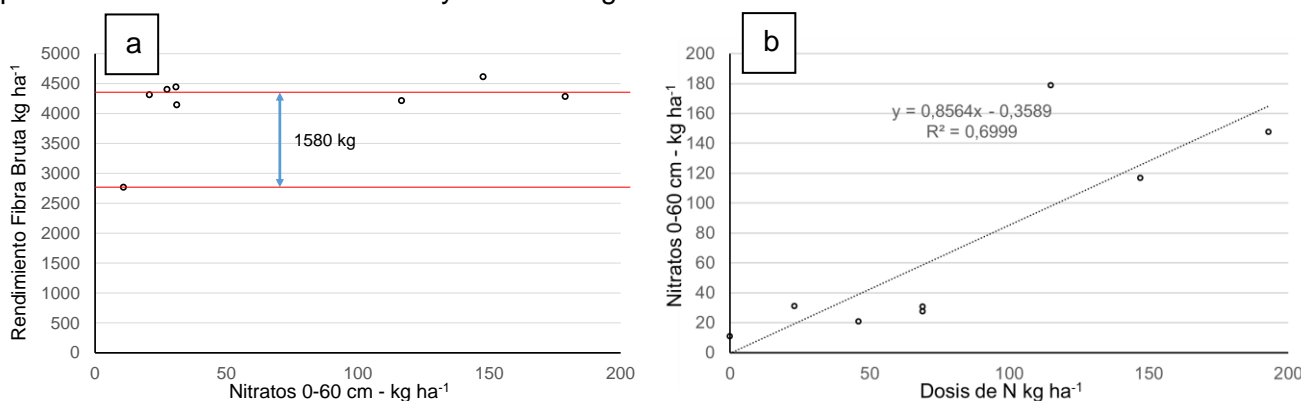 a
5000
4500
4000
3500
3000
2500
2000
1500
1000
500
0
Rendimiento Fibra Bruta kg ha-1
1580 kg
0 50 100 150 200
Nitratos 0-60 cm - kg ha-1
b
200
180
160
140
120
100
80
60
40
20
0
Nitratos 0-60 cm - kg ha-1
y = 0,8564x - 0,3589
R² = 0,6999
0 50 100 150 200
Dosis de N kg ha-1